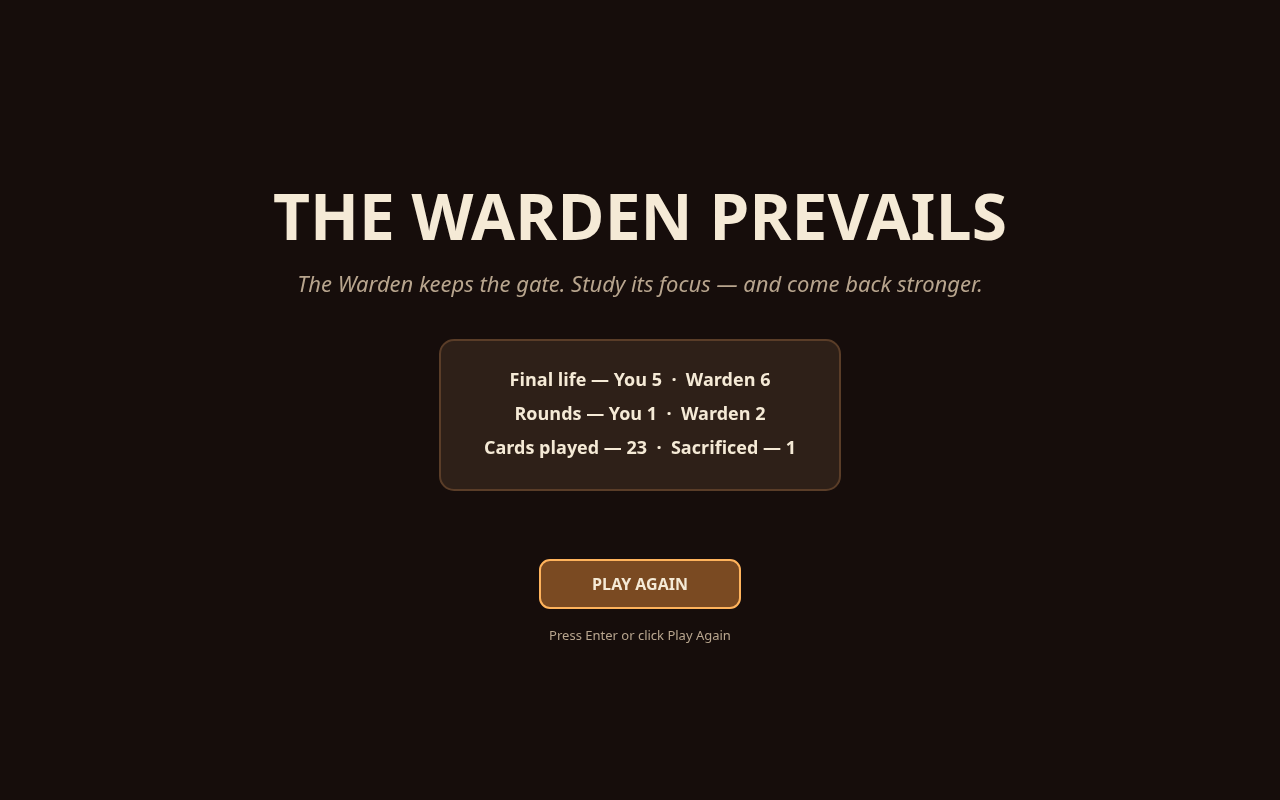 THE WARDEN PREVAILS
The Warden keeps the gate. Study its focus — and come back stronger.
Final life — You 5 · Warden 6
Rounds — You 1 · Warden 2
Cards played — 23 · Sacrificed — 1
PLAY AGAIN
Press Enter or click Play Again